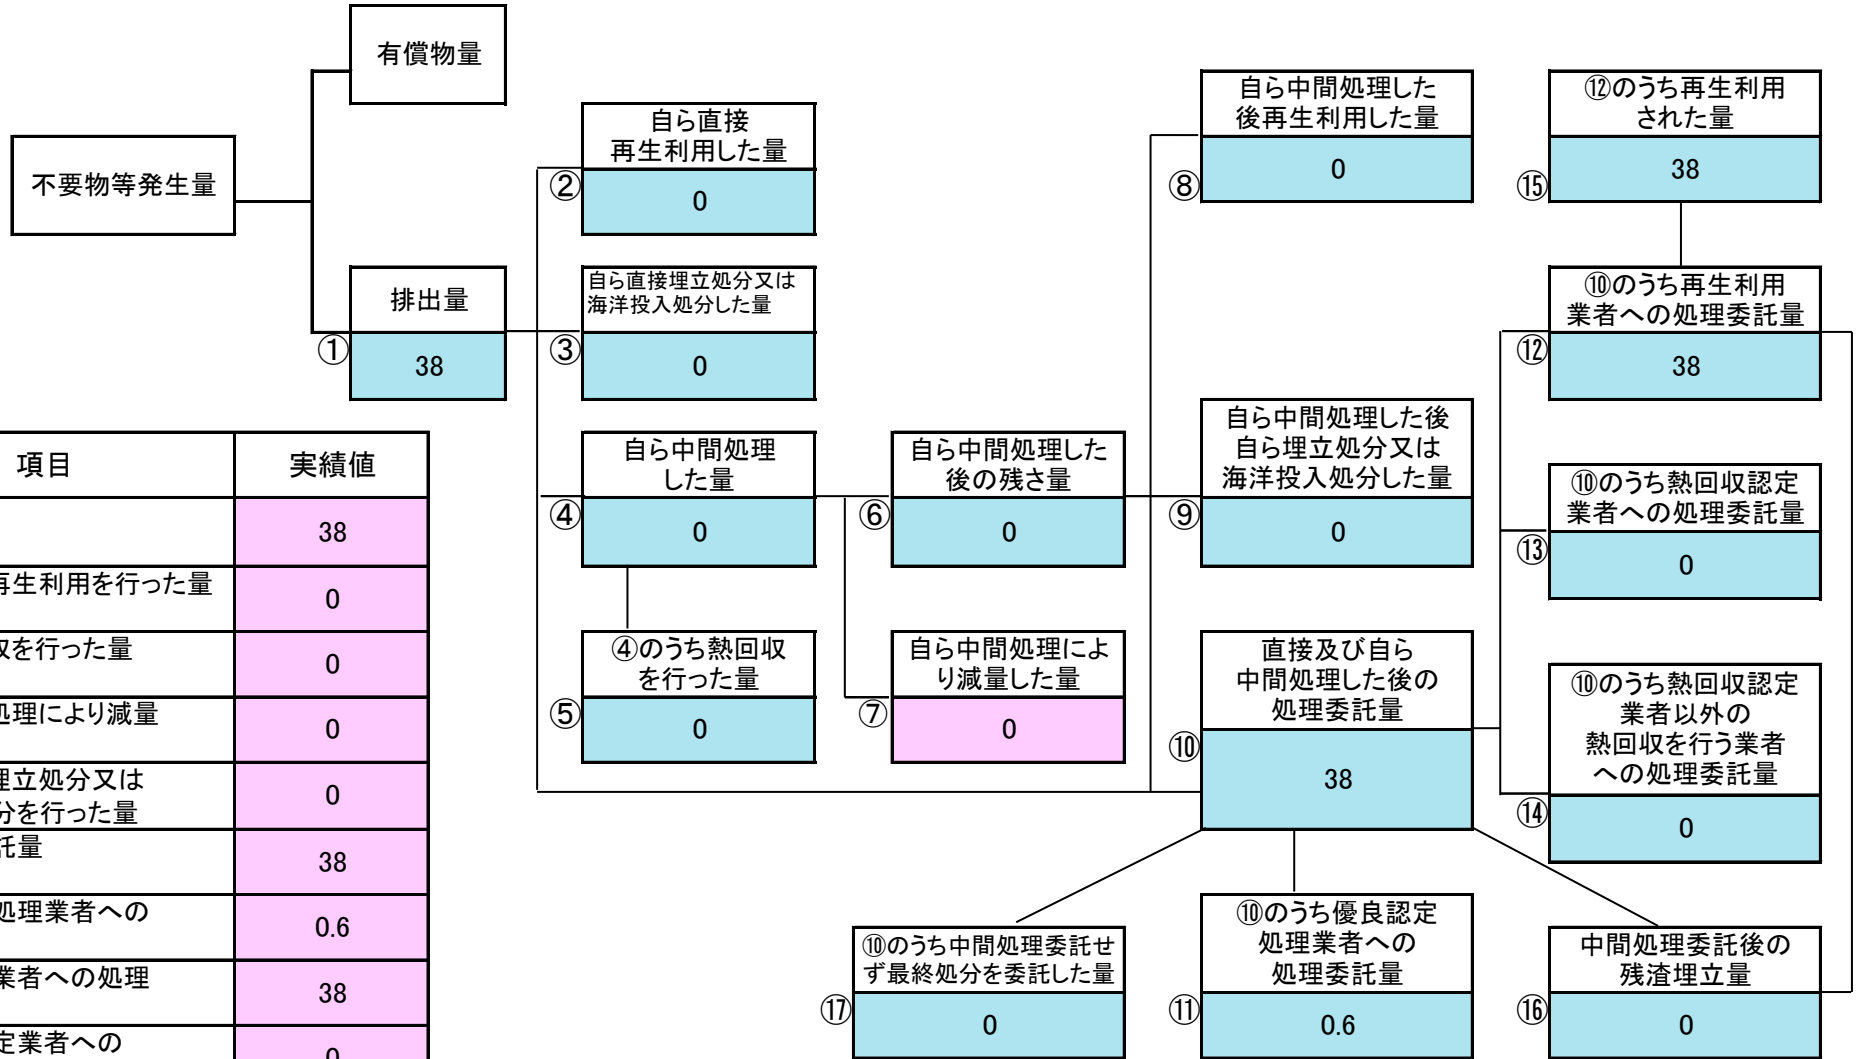 有償物量
不要物等発生量
排出量
①
38
自ら直接
再生利用した量
②
0
自ら直接埋立処分又は
海洋投入処分した量
③
0
自ら中間処理
した量
④
0
④のうち熱回収
を行った量
⑤
0
自ら中間処理した
後の残さ量
⑥
0
自ら中間処理によ
り減量した量
⑦
0
自ら中間処理した
後再生利用した量
⑧
0
自ら中間処理した後
自ら埋立処分又は
海洋投入処分した量
⑨
0
直接及び自ら
中間処理した後の
処理委託量
⑩
38
⑫のうち再生利用
された量
⑮
38
⑩のうち再生利用
業者への処理委託量
⑫
38
⑩のうち熱回収認定
業者への処理委託量
⑬
0
⑩のうち熱回収認定
業者以外の
熱回収を行う業者
への処理委託量
⑭
0
⑩のうち中間処理委託せ
ず最終処分を委託した量
⑰
0
⑩のうち優良認定
処理業者への
処理委託量
⑪
0.6
中間処理委託後の
残渣埋立量
⑯
0
項目 実績値
38
再生利用を行った量 0
を行った量 0
処理により減量 0
埋立処分又は
分を行った量 0
託量 38
処理業者への 0.6
業者への処理 38
定業者への 0